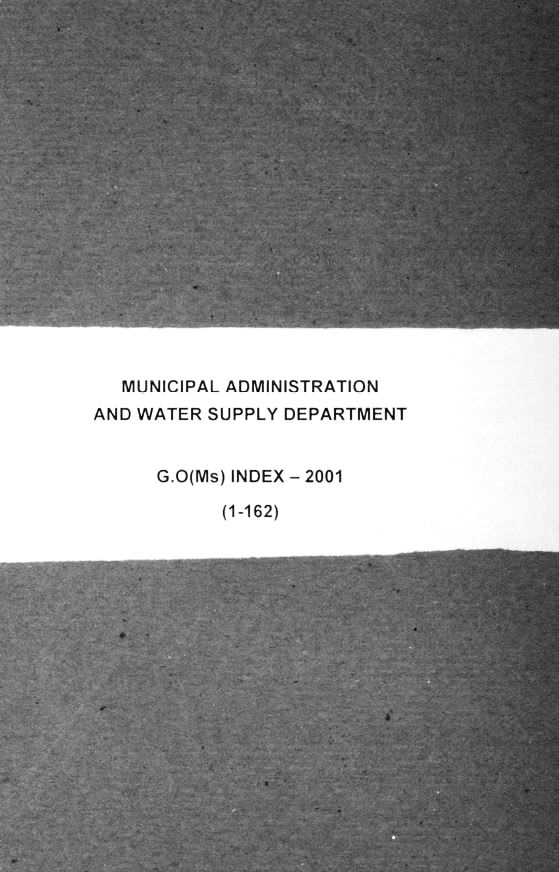 MUNICIPAL ADMINISTRATION
AND WATER SUPPLY DEPARTMENT
G.O(Ms) INDEX – 2001
(1-162)